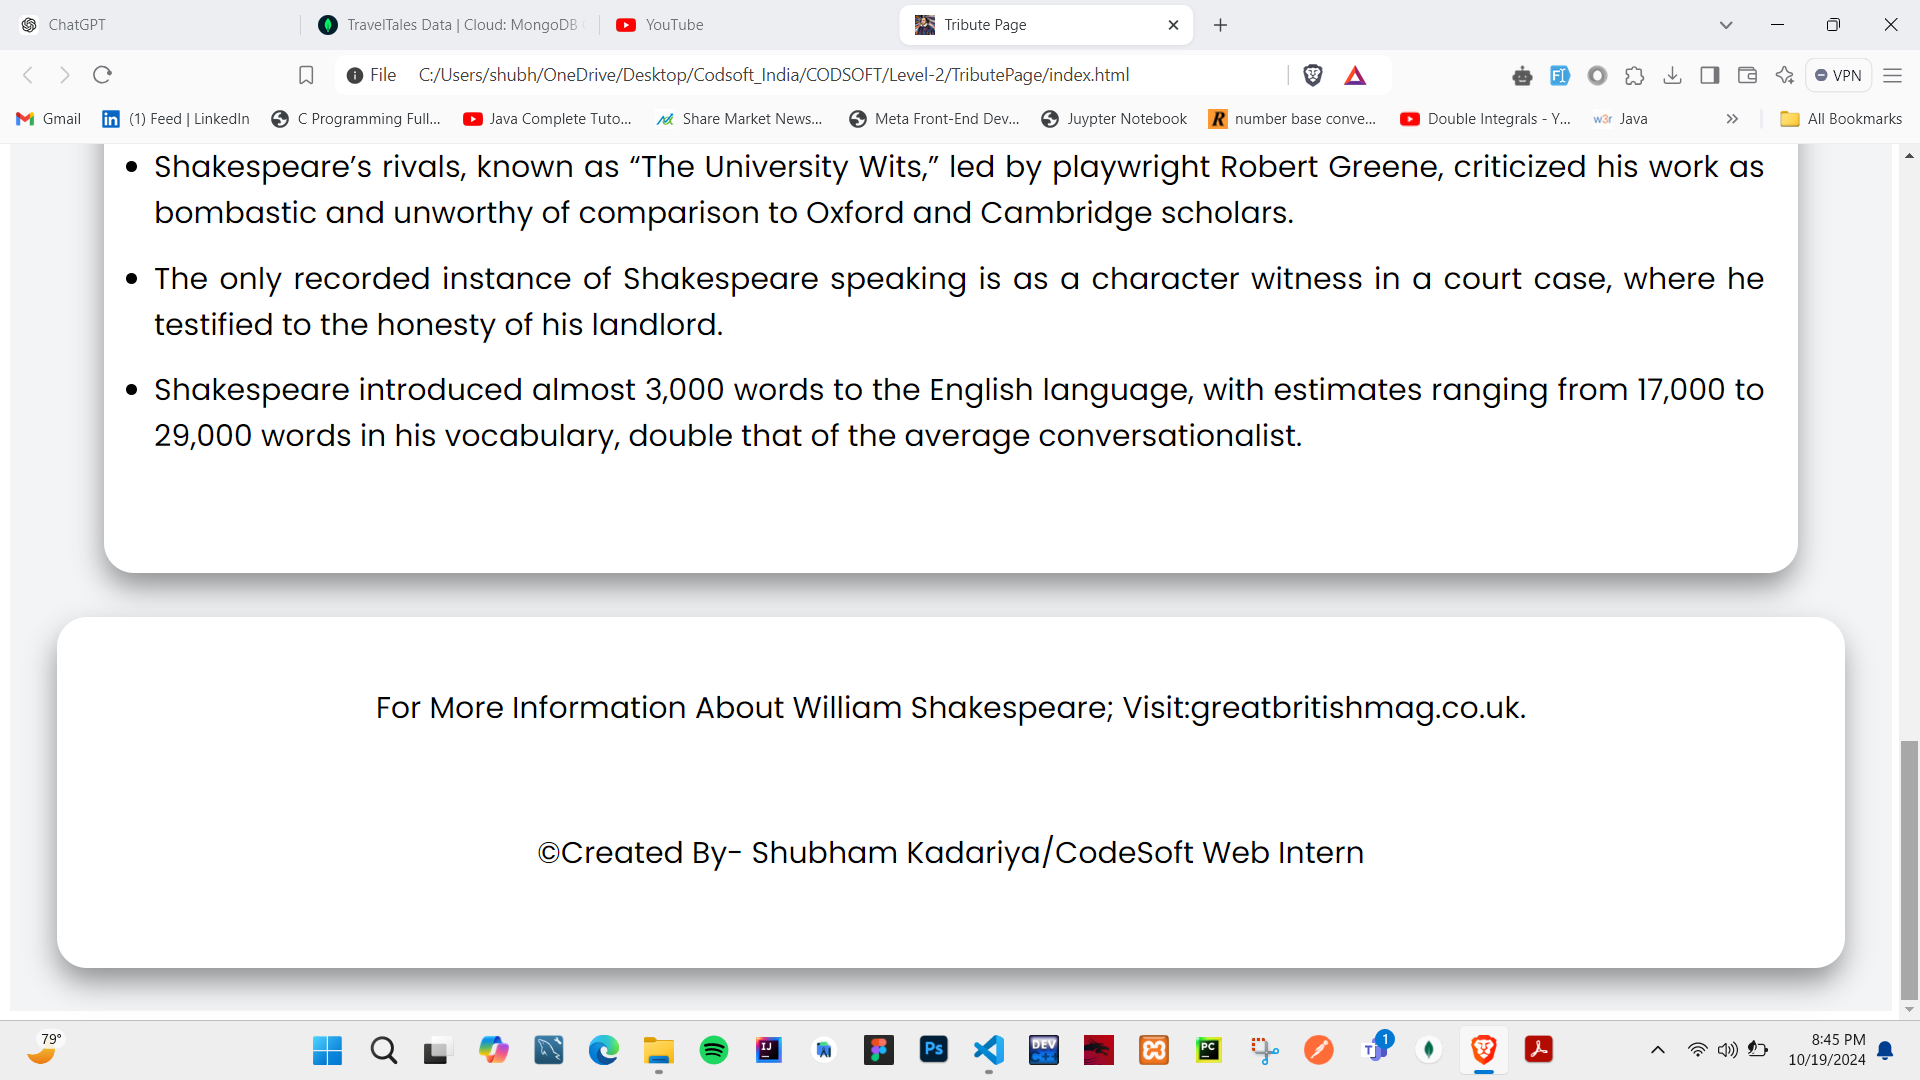 ChatGPT
TravelTales Data | Cloud: MongoDB
YouTube
Tribute Page
File C:/Users/shubh/OneDrive/Desktop/Codsoft_India/CODSOFT/Level-2/TributePage/index.html
VPN
Gmail
(1) Feed | LinkedIn
C Programming Full...
Java Complete Tuto...
Share Market News...
Meta Front-End Dev...
Juypter Notebook
number base conve...
Double Integrals - Y...
Java
All Bookmarks
Shakespeare’s rivals, known as “The University Wits,” led by playwright Robert Greene, criticized his work as
bombastic and unworthy of comparison to Oxford and Cambridge scholars.
The only recorded instance of Shakespeare speaking is as a character witness in a court case, where he
testified to the honesty of his landlord.
Shakespeare introduced almost 3,000 words to the English language, with estimates ranging from 17,000 to
29,000 words in his vocabulary, double that of the average conversationalist.
For More Information About William Shakespeare; Visit:greatbritishmag.co.uk.
©Created By- Shubham Kadariya/CodeSoft Web Intern
79°
8:45 PM
10/19/2024